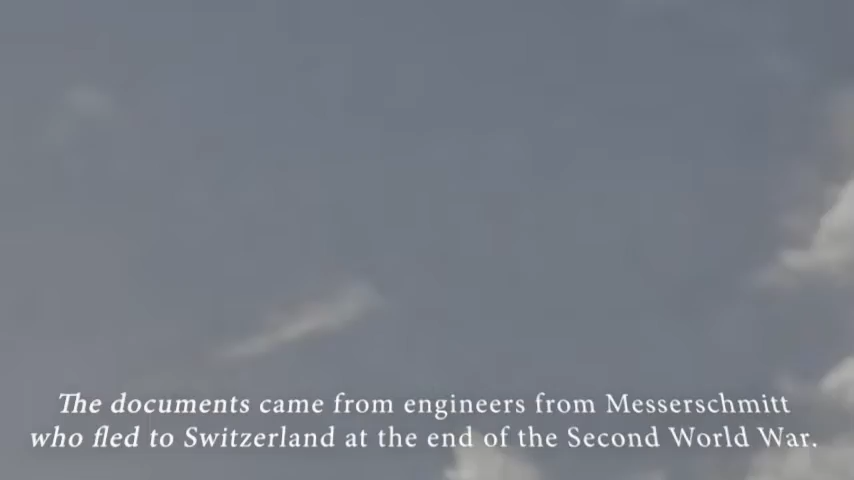 The documents came from engineers from Messerschmitt
who fled to Switzerland at the end of the Second World War.